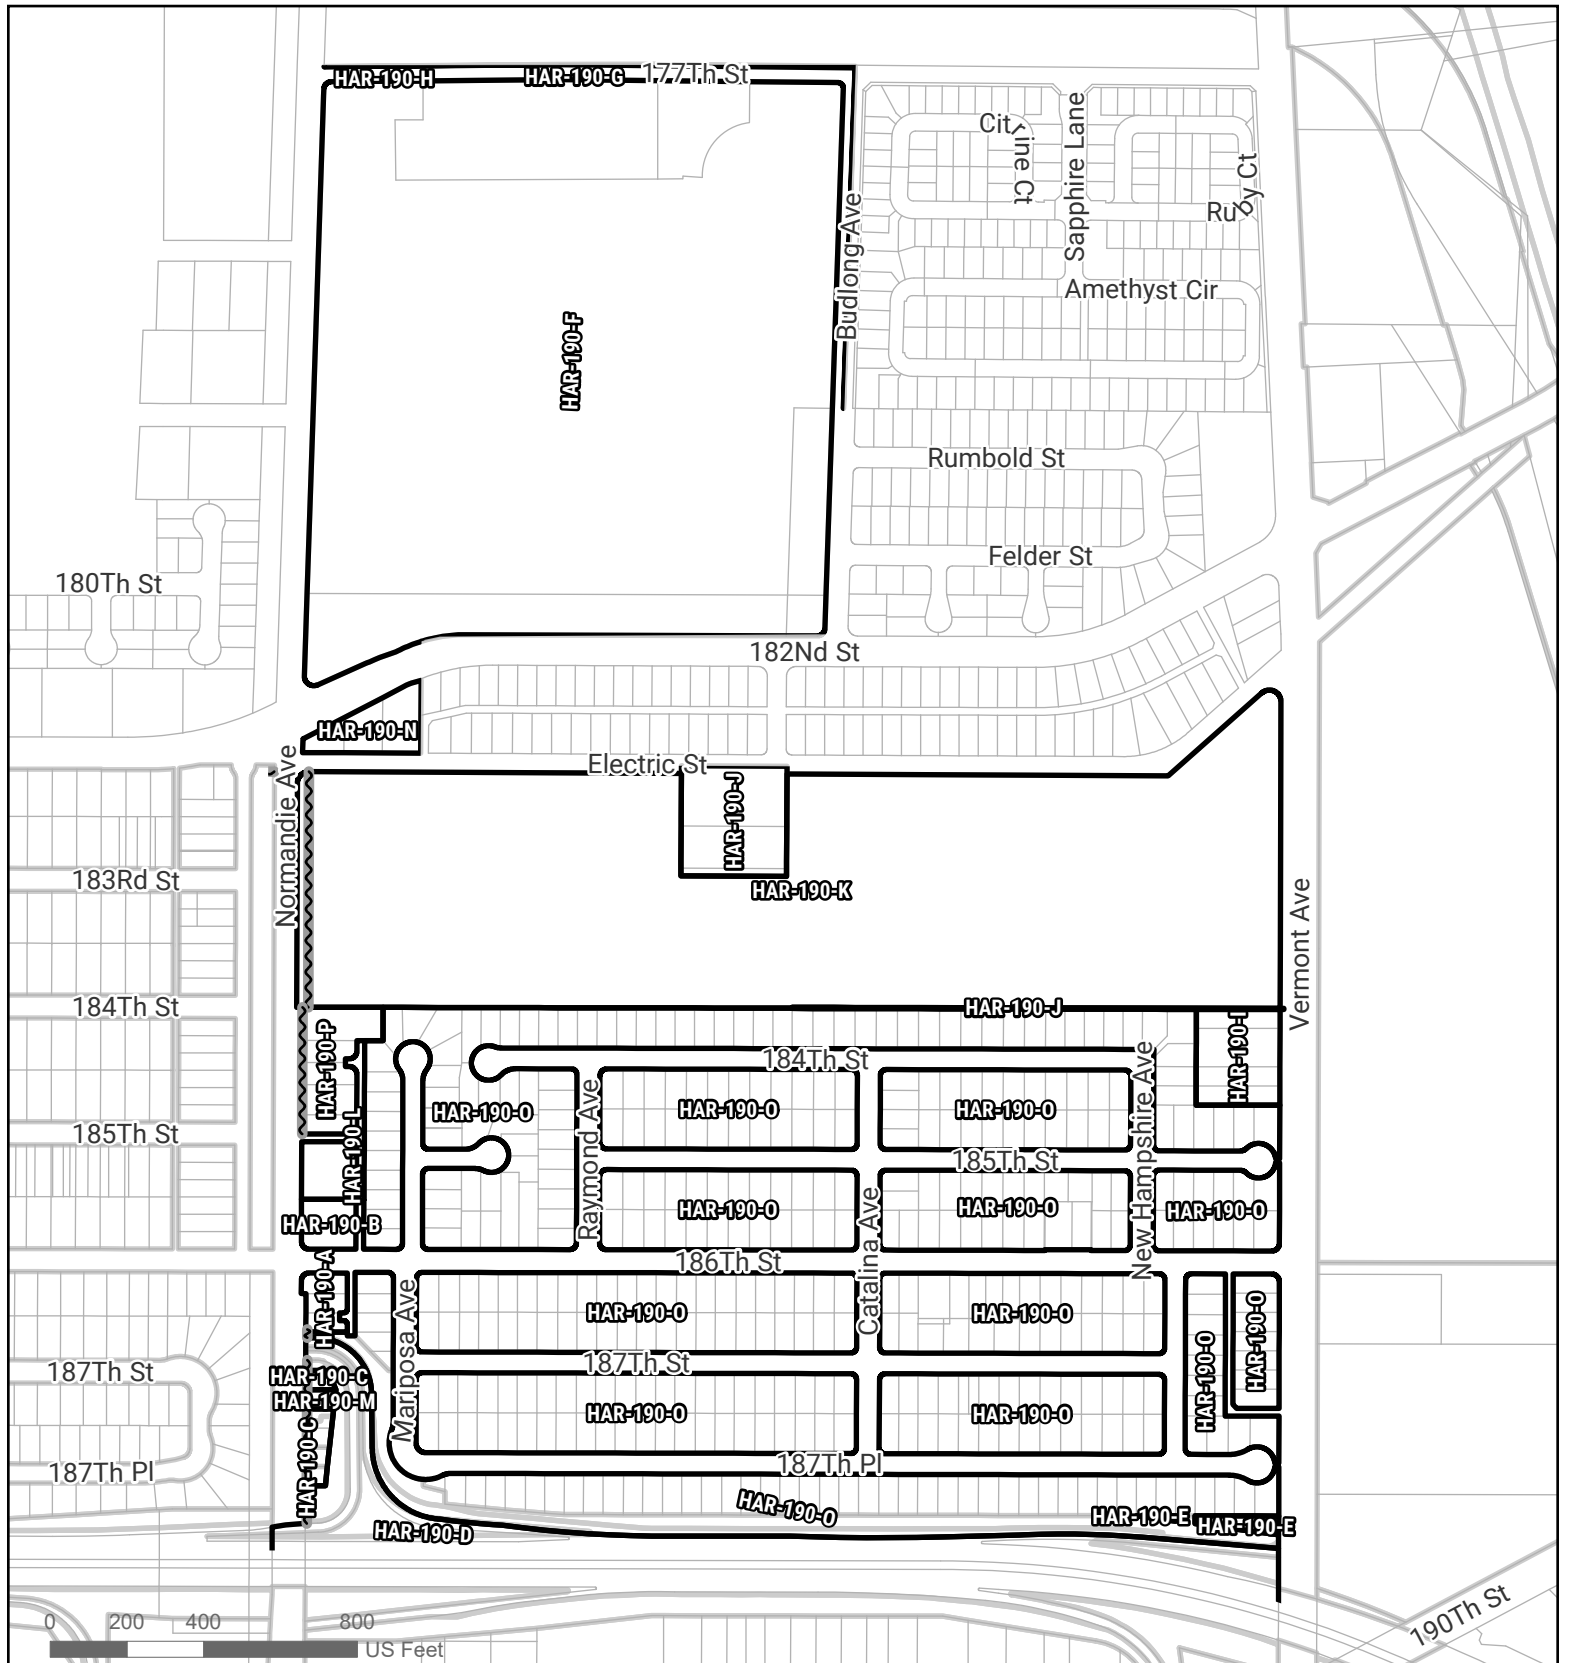 HAR-190-H
HAR-190-G
177Th St
Citrine Ct
Sapphire Lane
Ruby Ct
Budlong Ave
Amethyst Cir
HAR-190-F
Rumbold St
Felder St
180Th St
182Nd St
HAR-190-N
Normandie Ave
Electric St
HAR-190-J
183Rd St
HAR-190-K
Vermont Ave
184Th St
HAR-190-J
HAR-190-P
HAR-190-I
184Th St
New Hampshire Ave
HAR-190-O
Raymond Ave
HAR-190-O
HAR-190-O
185Th St
HAR-190-L
185Th St
HAR-190-B
HAR-190-O
Catalina Ave
HAR-190-O
HAR-190-O
186Th St
HAR-190-A
Mariposa Ave
HAR-190-O
HAR-190-O
HAR-190-O
HAR-190-O
187Th St
187Th St
HAR-190-C
HAR-190-M
HAR-190-O
HAR-190-O
HAR-190-C
187Th Pl
187Th Pl
HAR-190-O
HAR-190-E
HAR-190-E
HAR-190-D
190Th St
0 200 400 800
US Feet